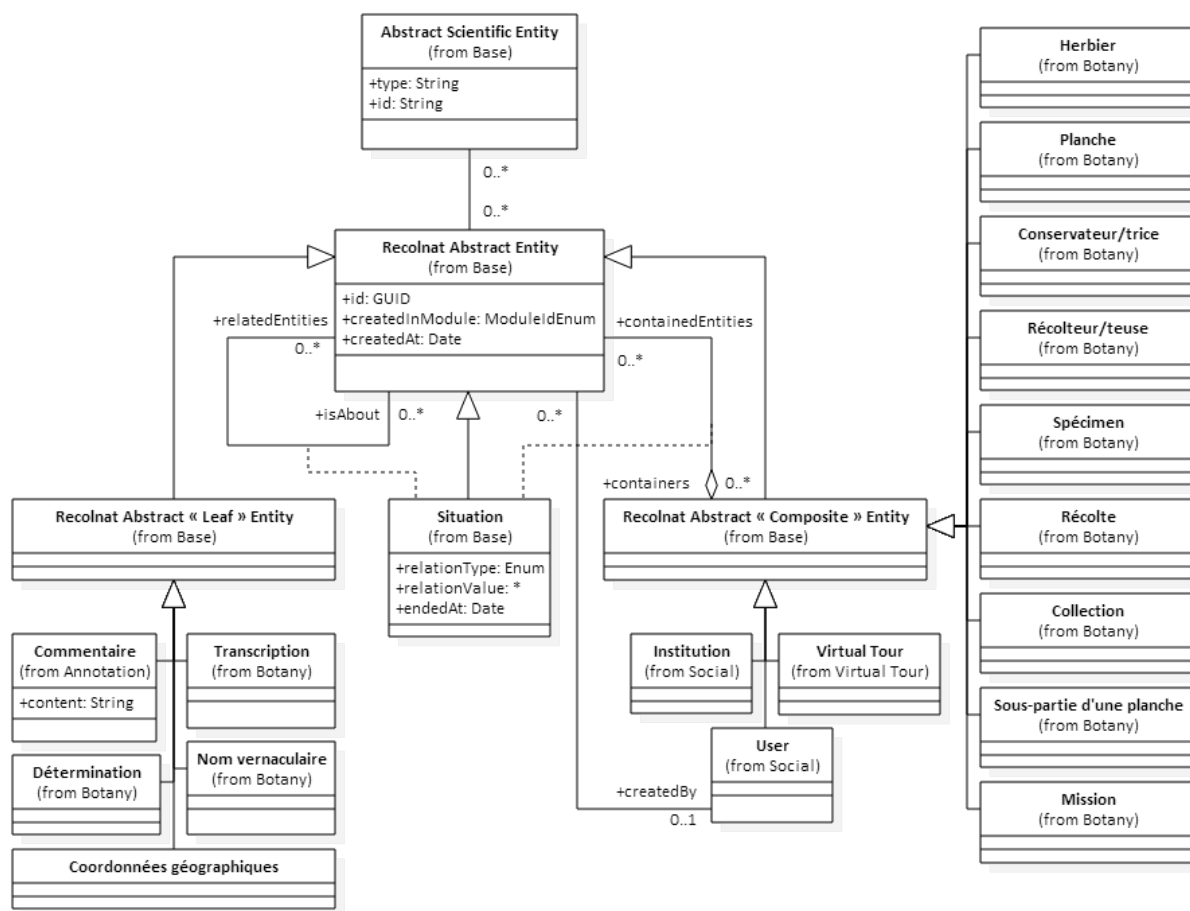 Abstract Scientific Entity
(from Base)
+type: String
+id: String
0..*
0..*
Recolnat Abstract Entity
(from Base)
+id: GUID
+createdInModule: ModuleIdEnum
+createdAt: Date
+relatedEntities
0..*
+containedEntities
0..*
+isAbout
0..*
0..*
+containers
0..*
Recolnat Abstract « Leaf » Entity
(from Base)
Situation
(from Base)
+relationType: Enum
+relationValue: *
+endedAt: Date
Recolnat Abstract « Composite » Entity
(from Base)
Commentaire
(from Annotation)
+content: String
Transcription
(from Botany)
Détermination
(from Botany)
Nom vernaculaire
(from Botany)
Coordonnées géographiques
Institution
(from Social)
Virtual Tour
(from Virtual Tour)
User
(from Social)
+createdBy
0..1
Herbier
(from Botany)
Planche
(from Botany)
Conservateur/trice
(from Botany)
Récolteur/teuse
(from Botany)
Spécimen
(from Botany)
Récolte
(from Botany)
Collection
(from Botany)
Sous-partie d'une planche
(from Botany)
Mission
(from Botany)